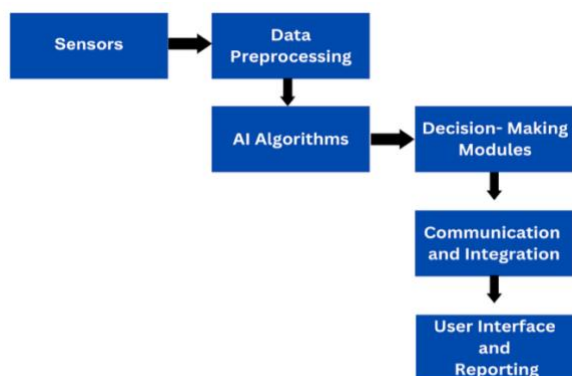 Sensors
Data
Preprocessing
AI Algorithms
Decision- Making
Modules
Communication
and Integration
User Interface
and
Reporting